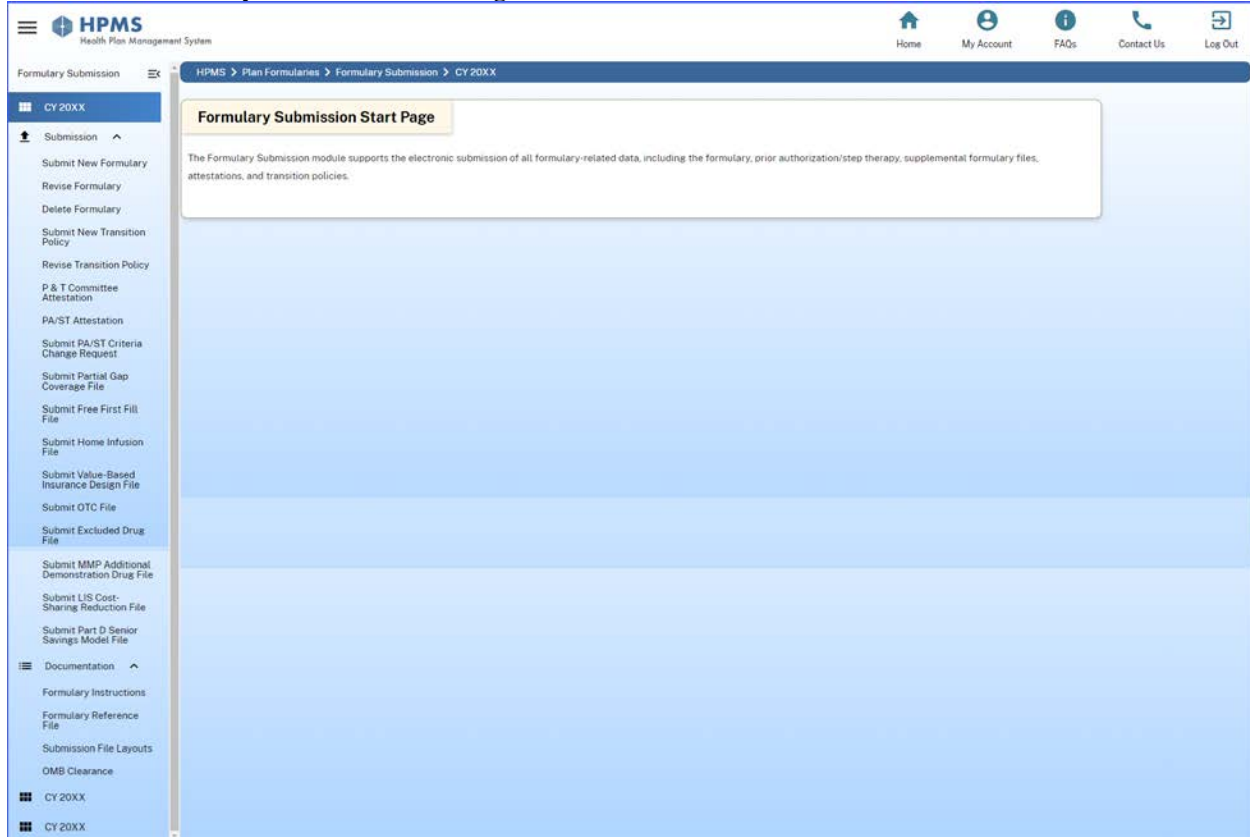 HPMS
Health Plan Management System
Home
My Account
FAQs
Contact Us
Log Out
Formulary Submission
HPMS > Plan Formularies > Formulary Submission > CY 20XX
CY 20XX
Submission
Submit New Formulary
Revise Formulary
Delete Formulary
Submit New Transition
Policy
Revise Transition Policy
P & T Committee
Attestation
PA/ST Attestation
Submit PA/ST Criteria
Change Request
Submit Partial Gap
Coverage File
Submit Free First Fill
File
Submit Home Infusion
File
Submit Value-Based
Insurance Design File
Submit OTC File
Submit Excluded Drug
File
Submit MMP Additional
Demonstration Drug File
Submit LIS Cost-
Sharing Reduction File
Submit Part D Senior
Savings Model File
Documentation
Formulary Instructions
Formulary Reference
File
Submission File Layouts
OMB Clearance
CY 20XX
CY 20XX
Formulary Submission Start Page
The Formulary Submission module supports the electronic submission of all formulary-related data, including the formulary, prior authorization/step therapy, supplemental formulary files,
attestations, and transition policies.